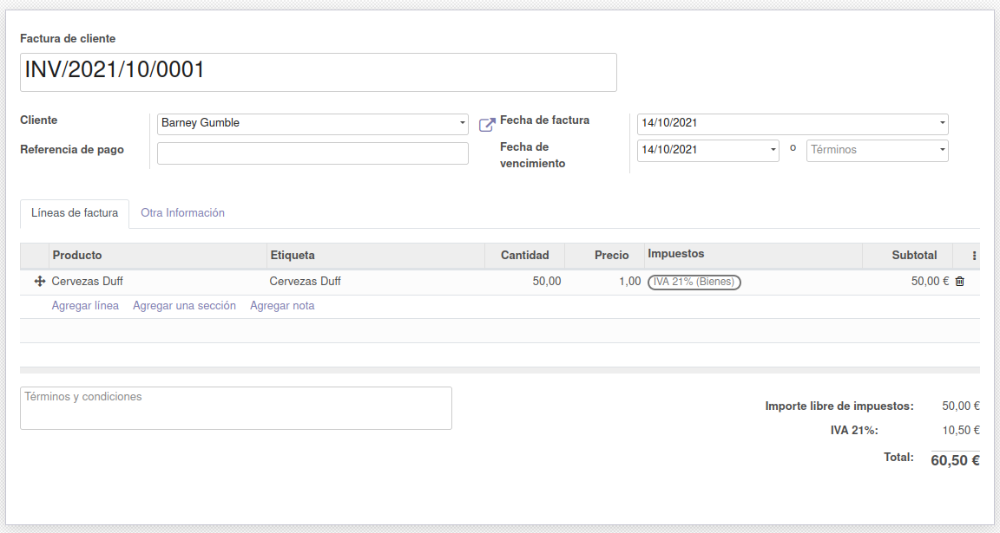 Factura de cliente
INV/2021/10/0001
Cliente
Barney Gumble
Fecha de factura
14/10/2021
Referencia de pago
Fecha de
vencimiento
14/10/2021
o
Términos
Líneas de factura
Otra Información
Producto
Etiqueta
Cantidad
Precio
Impuestos
Subtotal
Cervezas Duff
Cervezas Duff
50,00
1,00
IVA 21% (Bienes)
50,00 €
Agregar línea
Agregar una sección
Agregar nota
Términos y condiciones
Importe libre de impuestos:
50,00 €
IVA 21%:
10,50 €
Total:
60,50 €